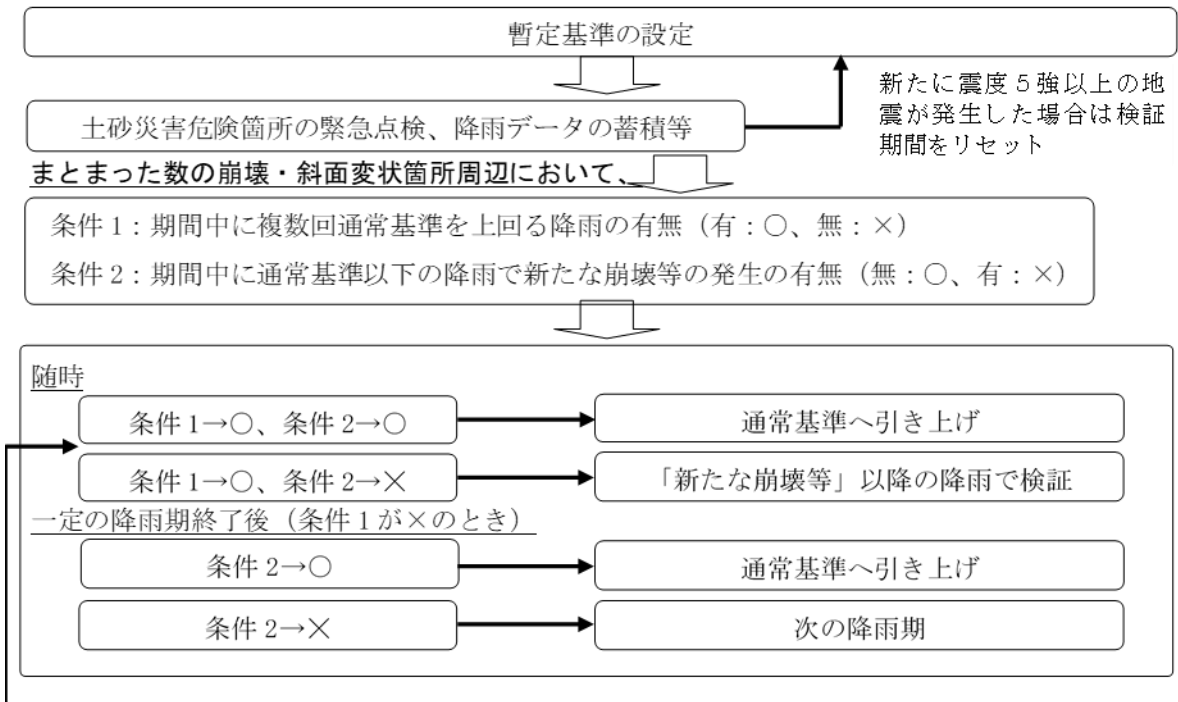 暫定基準の設定
新たに震度５強以上の地
震が発生した場合は検証
期間をリセット
土砂災害危険箇所の緊急点検、降雨データの蓄積等
まとまった数の崩壊・斜面変状箇所周辺において、
条件１：期間中に複数回通常基準を上回る降雨の有無（有：○、無：×）
条件２：期間中に通常基準以下の降雨で新たな崩壊等の発生の有無（無：○、有：×）
随時
条件 1→○、条件 2→○
通常基準へ引き上げ
条件 1→○、条件 2→×
「新たな崩壊等」以降の降雨で検証
一定の降雨期終了後（条件１が×のとき）
条件 2→○
通常基準へ引き上げ
条件 2→×
次の降雨期